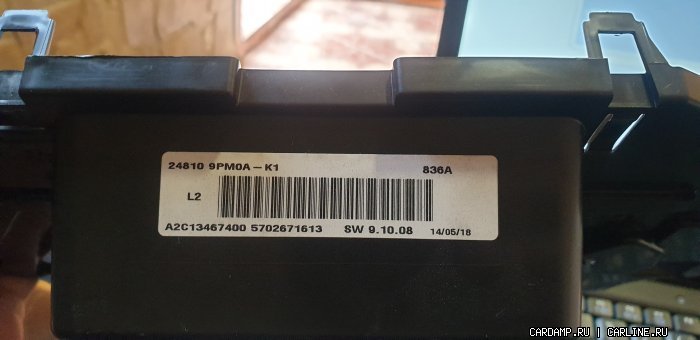 24810 9PM0A-K1 836A
L2
A2C13467400 5702671613 SW 9.10.08 14/05/18
CARDAMP.RU | CARLINE.RU